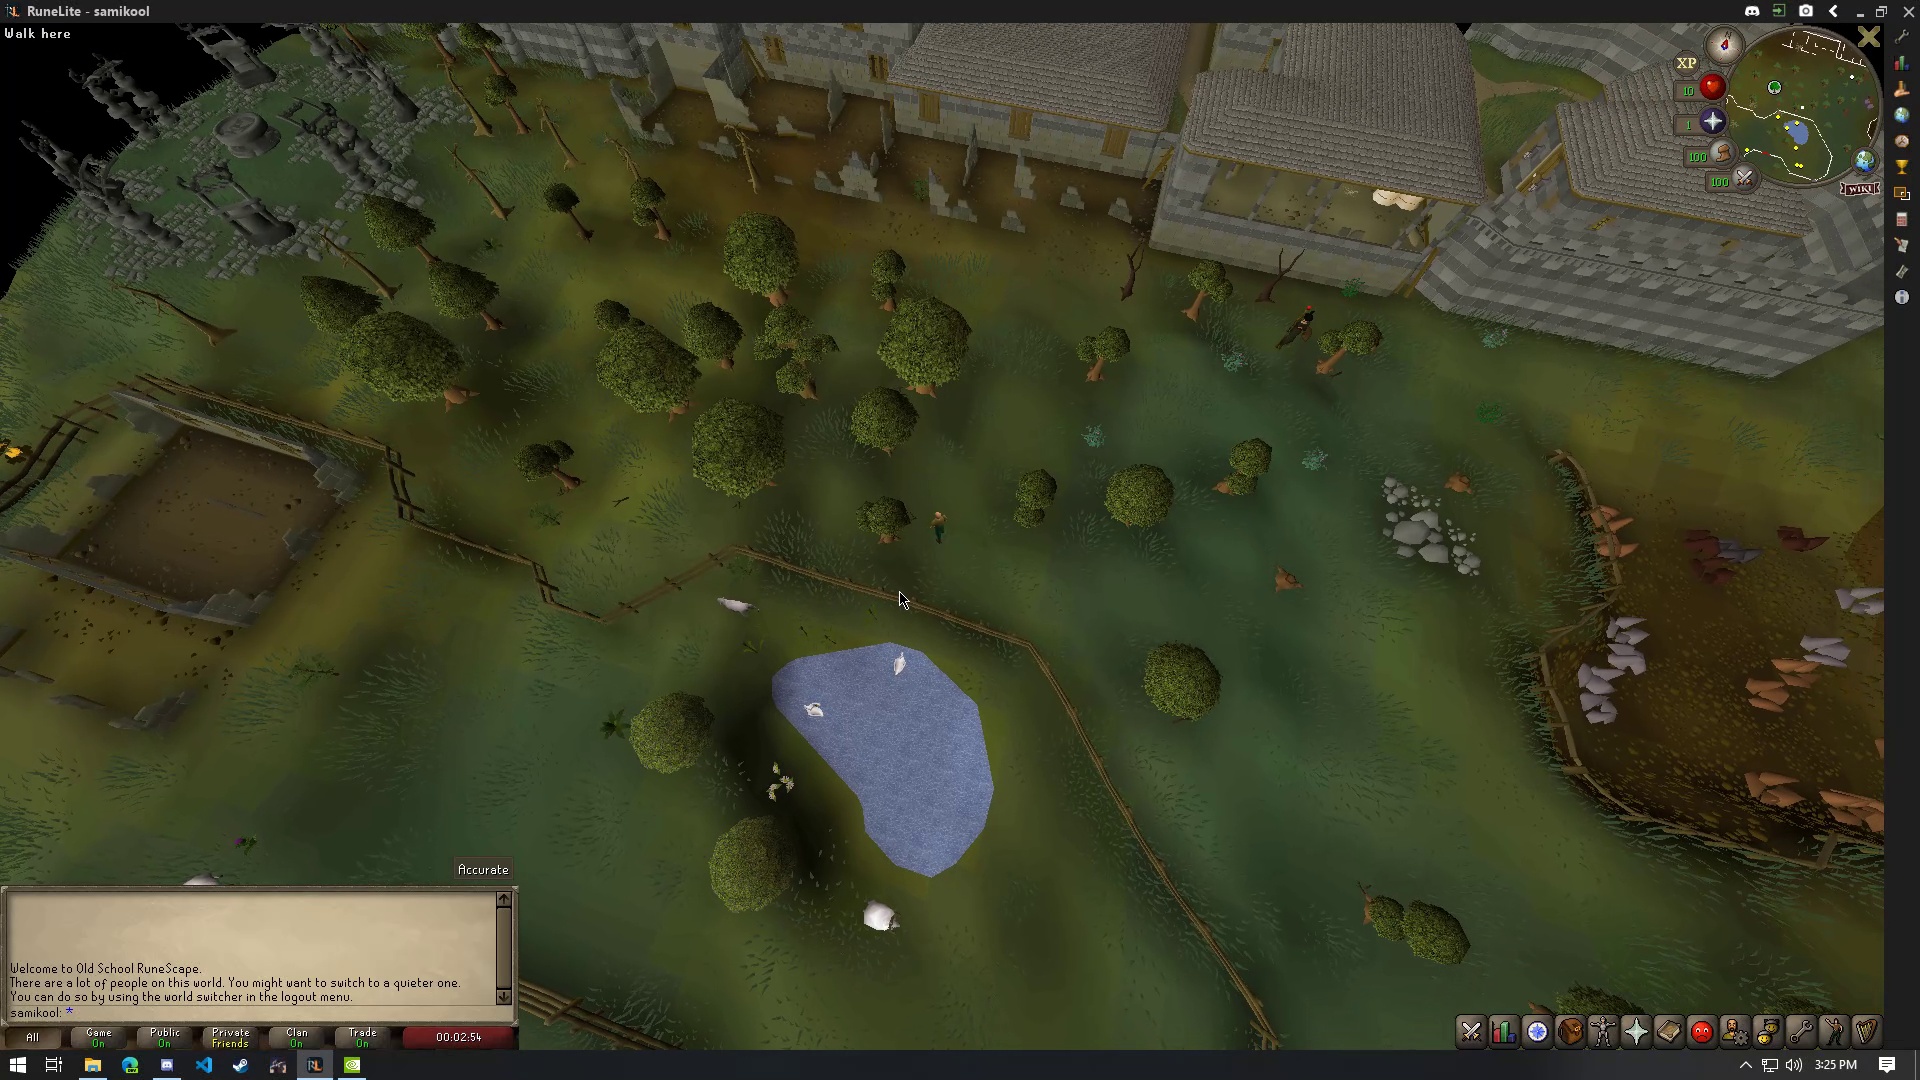 RuneLite - samikool
Walk here
N
XP
10
1
100
100
WIKI
Accurate
Welcome to Old School RuneScape.
There are a lot of people on this world. You might want to switch to a quieter one.
You can do so by using the world switcher in the logout menu.
samikool: *
All
Game
On
Public
On
Private
Friends
Clan
On
Trade
On
00:02:54
3:25 PM